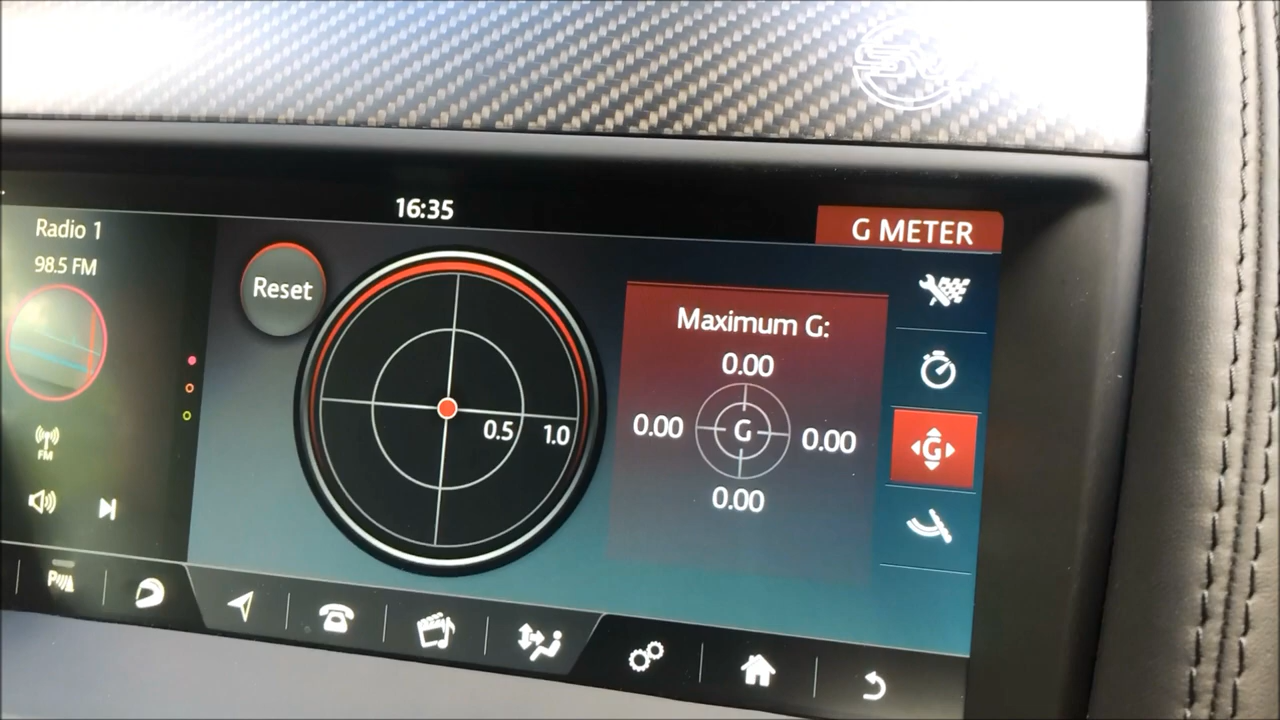 SV
16:35
G METER
Radio 1
98.5 FM
Reset
0.5
1.0
Maximum G:
0.00
0.00
G
0.00
0.00
G
FM
P